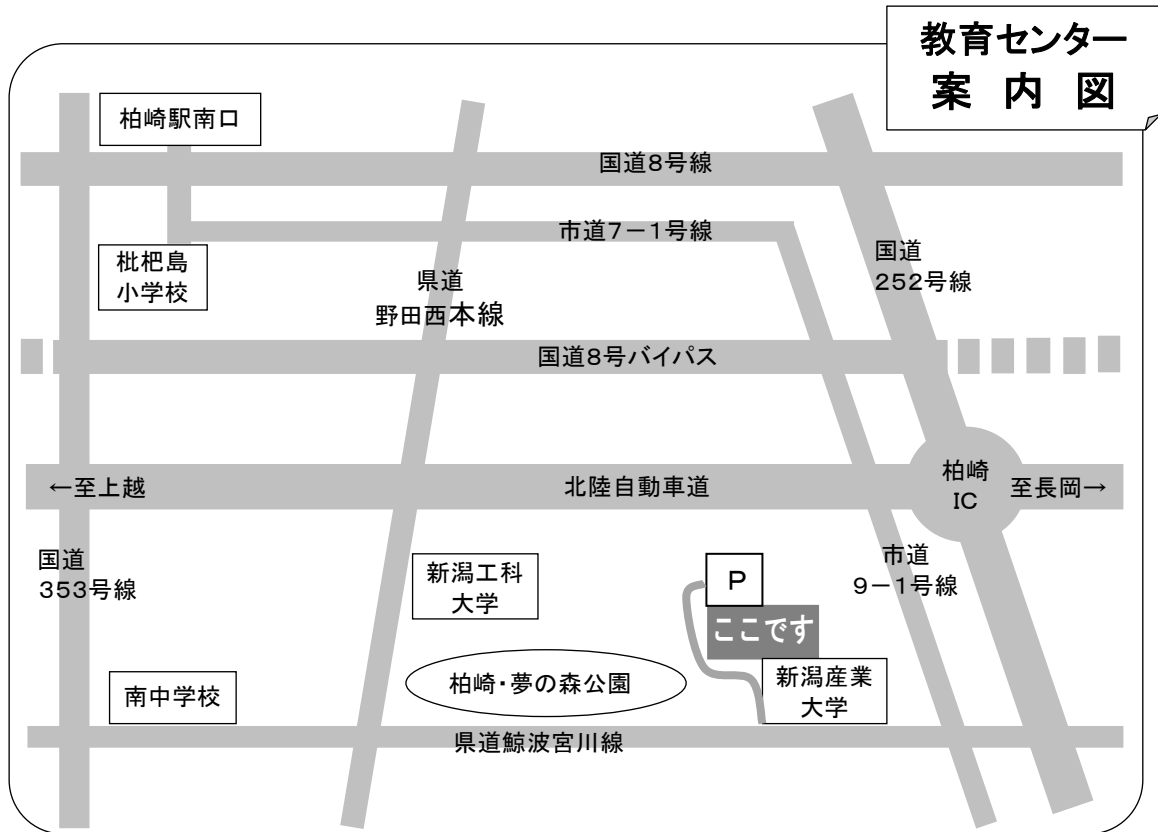 教育センター
案 内 図
柏崎駅南口
国道8号線
市道7－1号線
枇杷島
小学校
県道
野田西本線
国道
252号線
国道8号バイパス
←至上越
北陸自動車道
柏崎
IC
至長岡→
国道
353号線
新潟工科
大学
P
ここです
市道
9－1号線
南中学校
柏崎・夢の森公園
新潟産業
大学
県道鯨波宮川線